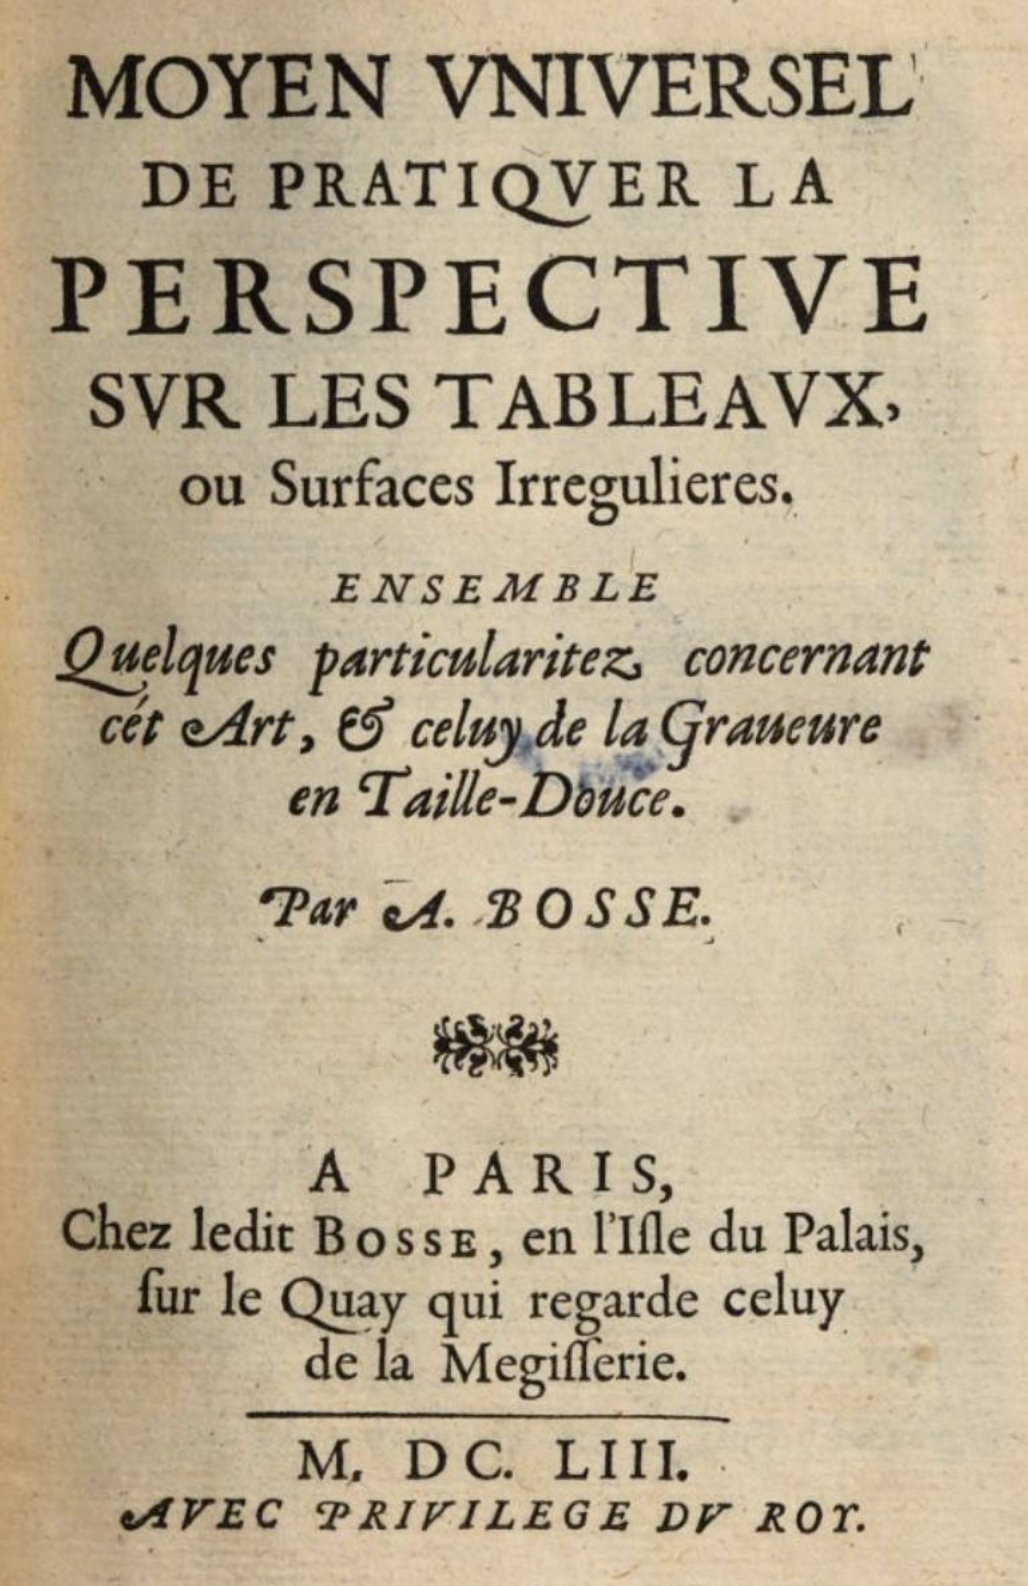 MOYEN VNIVERSEL
DE PRATIQVER LA
PERSPECTIVE
SVR LES TABLEAVX,
ou Surfaces Irregulieres.
ENSEMBLE
Quelques particularitez concernant
cét Art, & celuy de la Graueure
en Taille-Douce.
Par A. BOSSE.
A PARIS,
Chez ledit BOSSE, en l'Iſle du Palais,
ſur le Quay qui regarde celuy
de la Megiſſerie.
M. DC. LIII.
AVEC PRIVILEGE DV ROY.